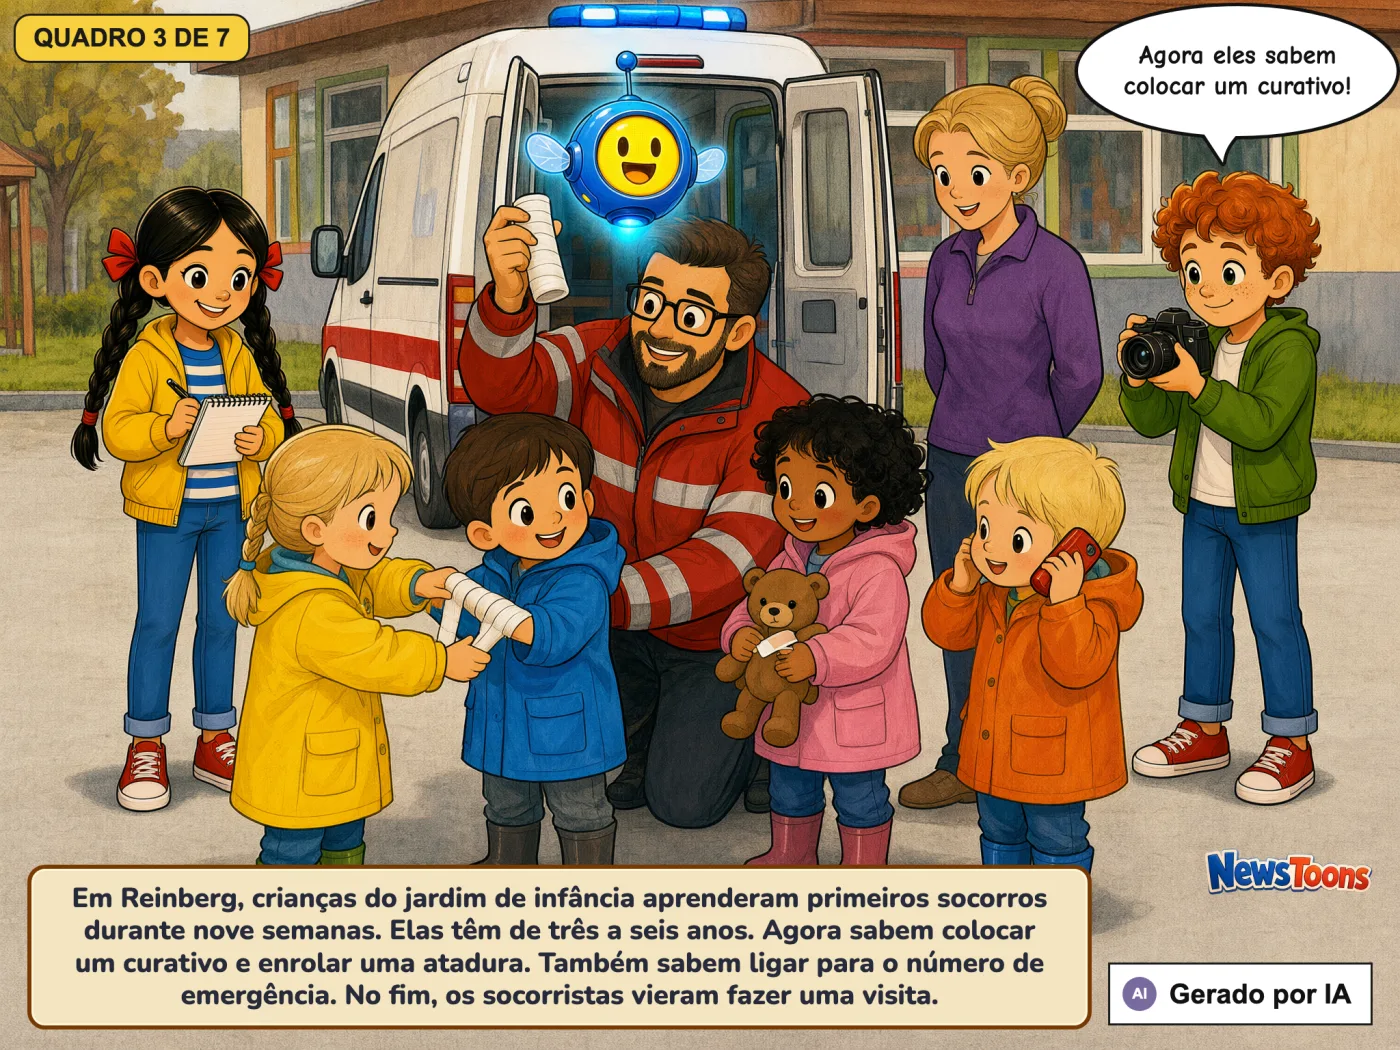 QUADRO 3 DE 7
Agora eles sabem
colocar um curativo!
Em Reinberg, crianças do jardim de infância aprenderam primeiros socorros
durante nove semanas. Elas têm de três a seis anos. Agora sabem colocar
um curativo e enrolar uma atadura. Também sabem ligar para o número de
emergência. No fim, os socorristas vieram fazer uma visita.
NewsToons
AI Gerado por IA